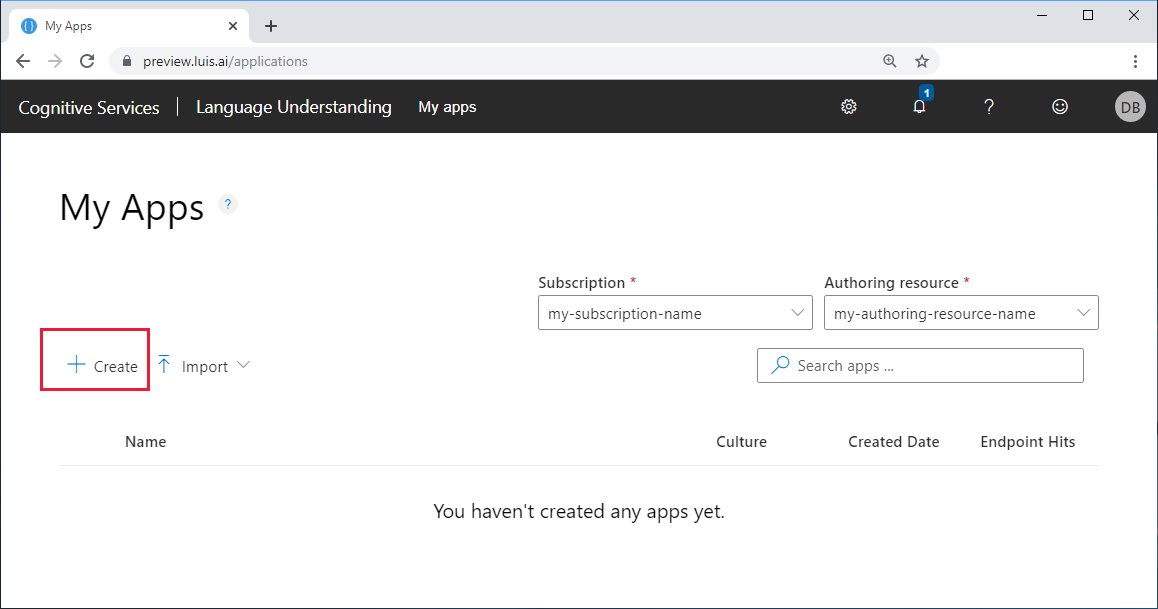 My Apps
preview.luis.ai/applications
Cognitive Services | Language Understanding My apps 1 ? DB
My Apps ?
Subscription * Authoring resource *
my-subscription-name my-authoring-resource-name
Create Import Search apps ...
Name Culture Created Date Endpoint Hits
You haven't created any apps yet.